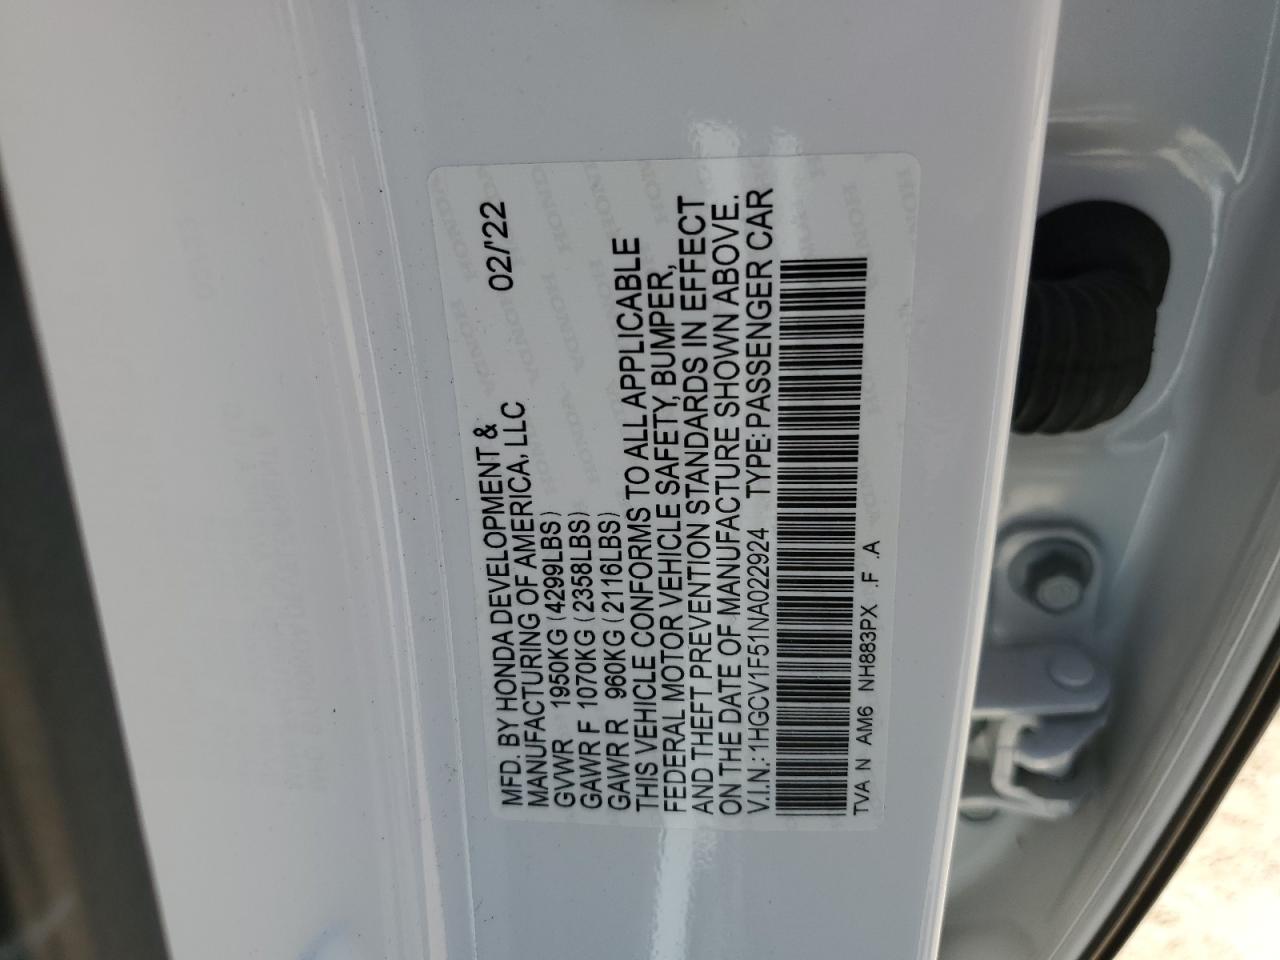 MFD. BY HONDA DEVELOPMENT & 02/'22
MANUFACTURING OF AMERICA, LLC
GVWR 1950KG (4299LBS)
GAWR F 1070KG (2358LBS)
GAWR R 960KG (2116LBS)
THIS VEHICLE CONFORMS TO ALL APPLICABLE
FEDERAL MOTOR VEHICLE SAFETY, BUMPER,
AND THEFT PREVENTION STANDARDS IN EFFECT
ON THE DATE OF MANUFACTURE SHOWN ABOVE.
V.I.N.: 1HGCV1F51NA022924 TYPE: PASSENGER CAR
TVA N AM6 NH883PX .F .A